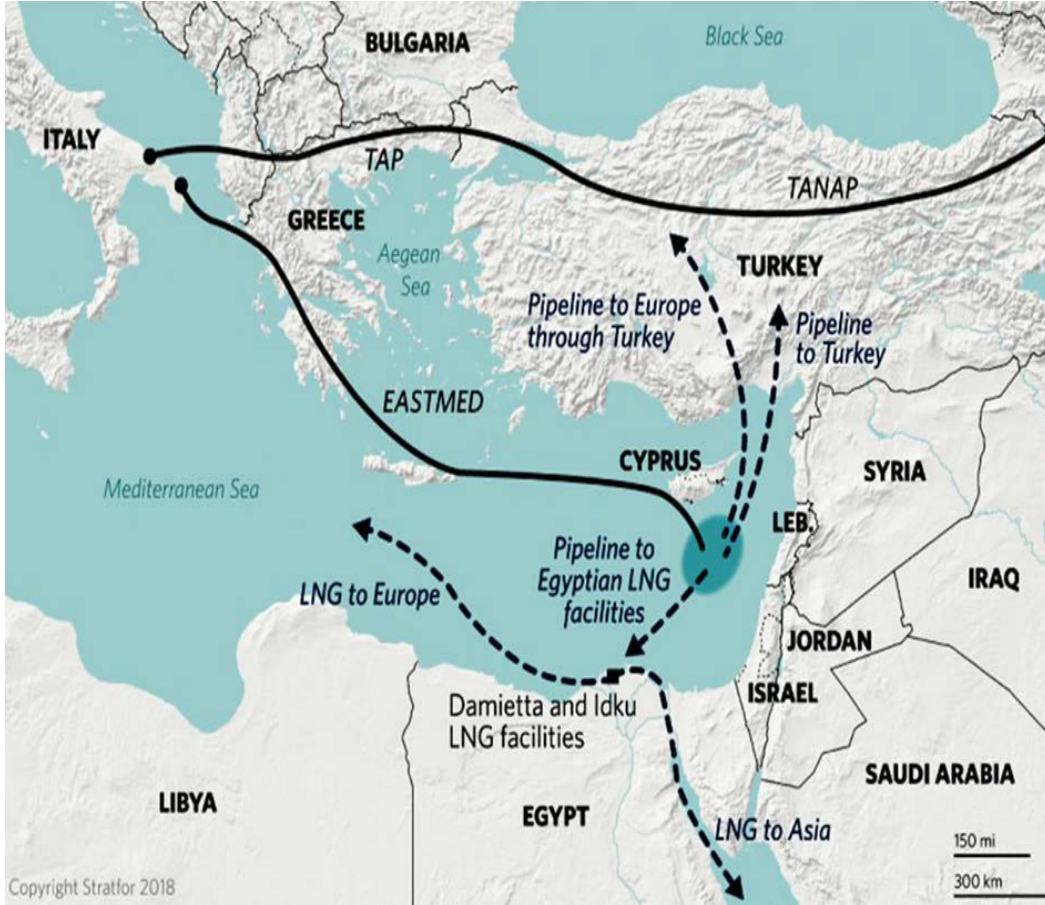 Black Sea
BULGARIA
ITALY
TAP
TANAP
GREECE
Aegean
Sea
TURKEY
Pipeline to Europe
through Turkey
Pipeline
to Turkey
EASTMED
CYPRUS
SYRIA
Mediterranean Sea
LEB.
Pipeline to
Egyptian LNG
facilities
IRAQ
LNG to Europe
JORDAN
ISRAEL
Damietta and Idku
LNG facilities
SAUDI ARABIA
LIBYA
EGYPT
LNG to Asia
150 mi
300 km
Copyright Stratfor 2018